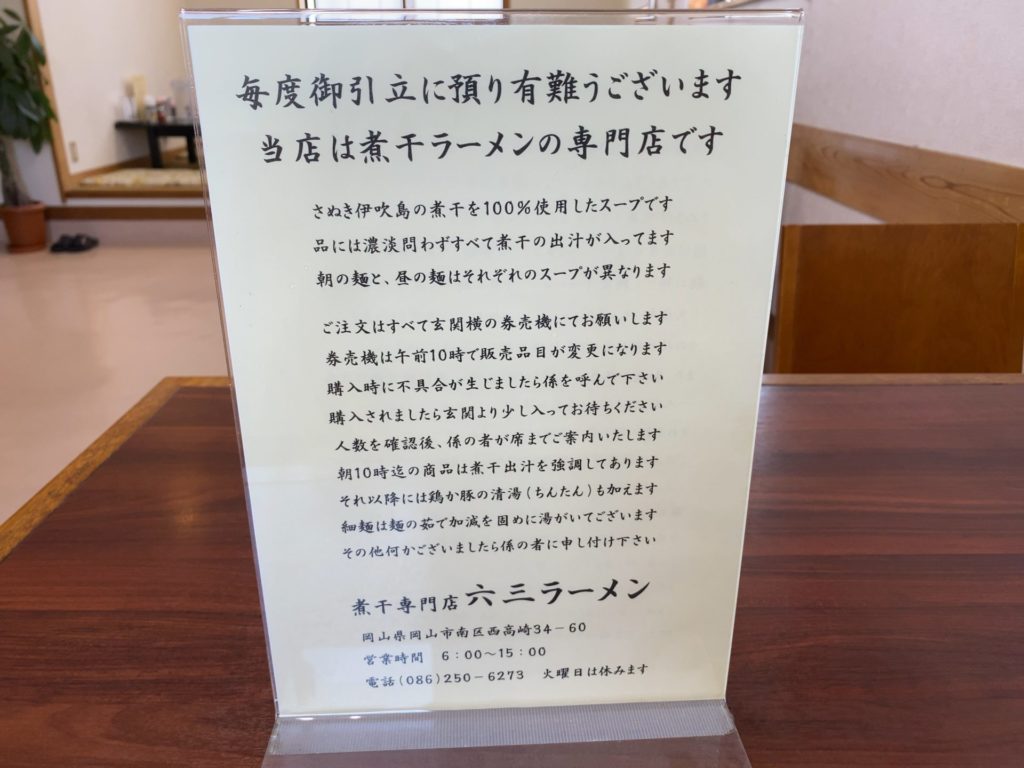 毎度御引立に預り有難うございます
当店は煮干ラーメンの専門店です
さぬき伊吹島の煮干を100％使用したスープです
品には濃淡問わずすべて煮干の出汁が入ってます
朝の麺と、昼の麺はそれぞれのスープが異なります
ご注文はすべて玄関横の券売機にてお願いします
券売機は午前10時で販売品目が変更になります
購入時に不具合が生じましたら係を呼んで下さい
購入されましたら玄関より少し入ってお待ちください
人数を確認後、係の者が席までご案内いたします
朝10時迄の商品は煮干出汁を強調してあります
それ以降には鶏か豚の清湯（ちんたん）も加えます
細麺は麺の茹で加減を固めに湯がいてございます
その他何かございましたら係の者に申し付け下さい
煮干専門店 六三ラーメン
岡山県岡山市南区西高崎34－60
営業時間 6：00〜15：00
電話（086）250－6273 火曜日は休みます